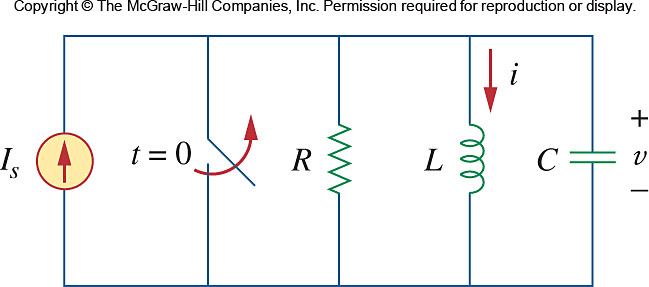 Copyright © The McGraw-Hill Companies, Inc. Permission required for reproduction or display.
i
+
I_s t = 0 R L C v
−